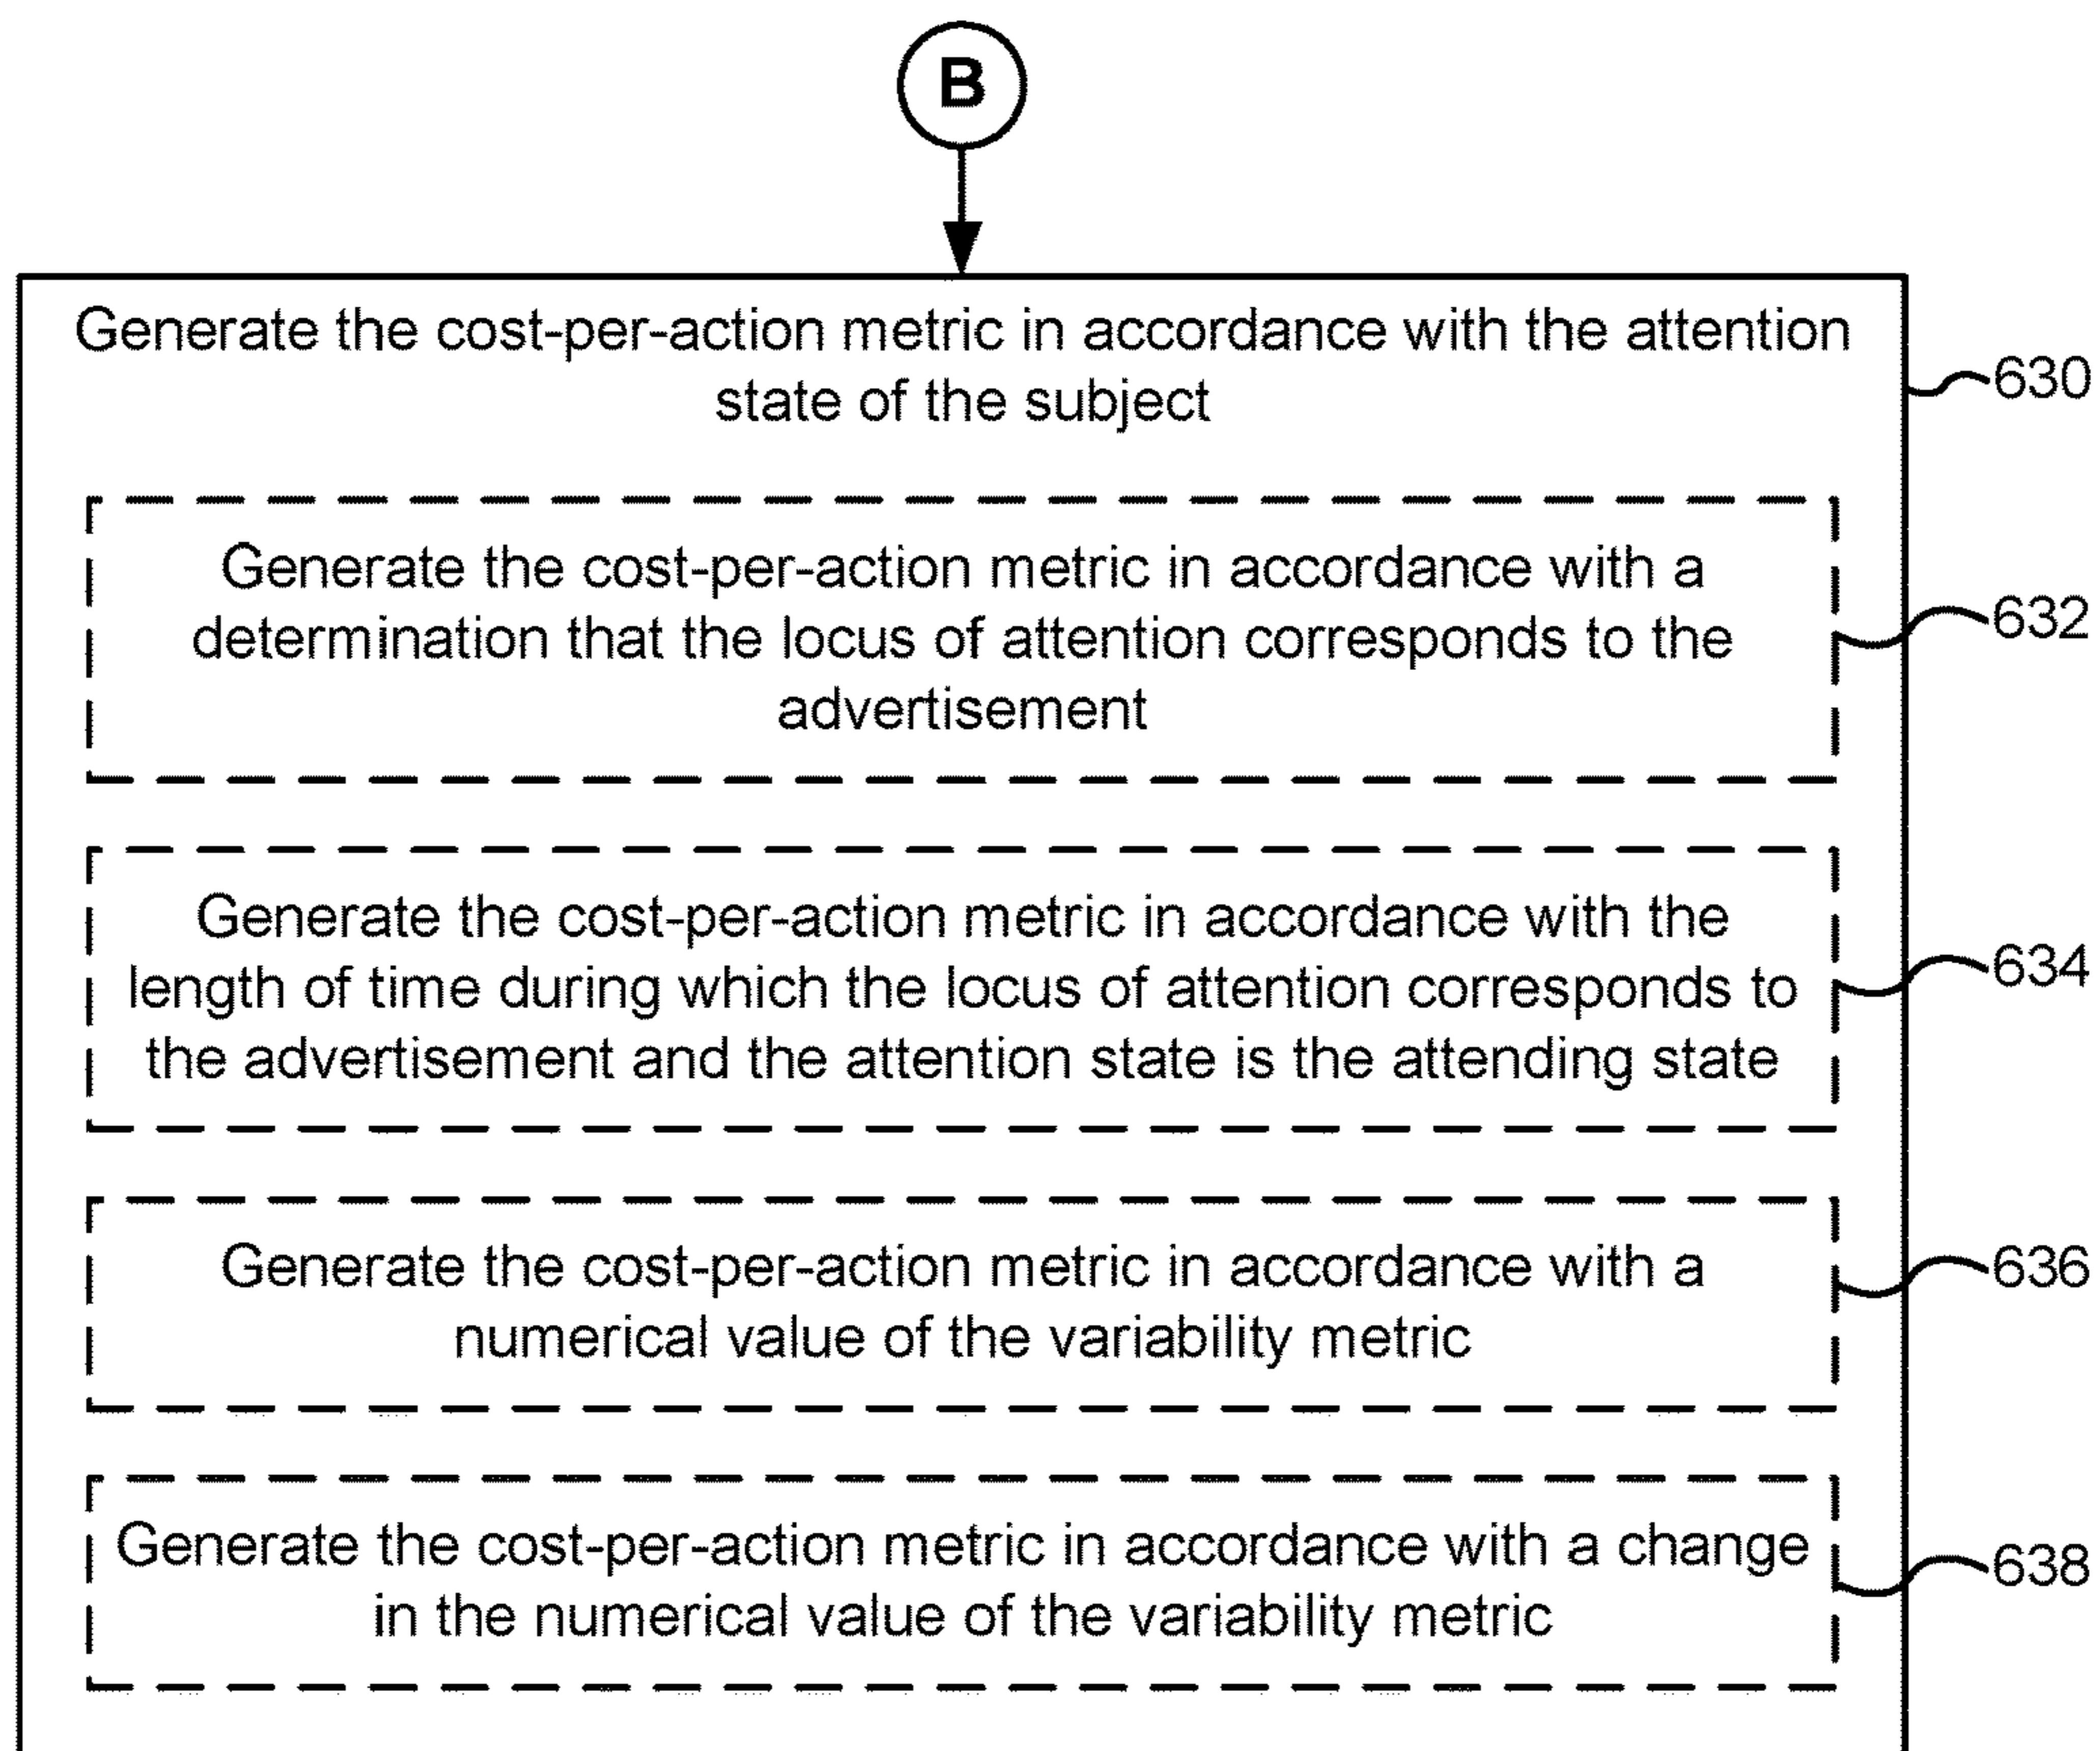 B
Generate the cost-per-action metric in accordance with the attention
state of the subject
630
Generate the cost-per-action metric in accordance with a
determination that the locus of attention corresponds to the
advertisement
632
Generate the cost-per-action metric in accordance with the
length of time during which the locus of attention corresponds to
the advertisement and the attention state is the attending state
634
Generate the cost-per-action metric in accordance with a
numerical value of the variability metric
636
Generate the cost-per-action metric in accordance with a change
in the numerical value of the variability metric
638